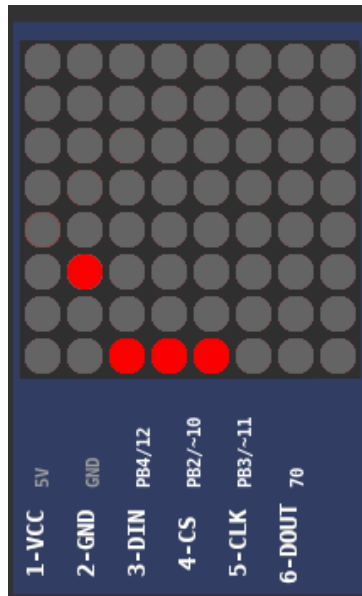 1-VCC 5V
2-GND GND
3-DIN PB4/12
4-CS PB2/~10
5-CLK PB3/~11
6-DOUT 70